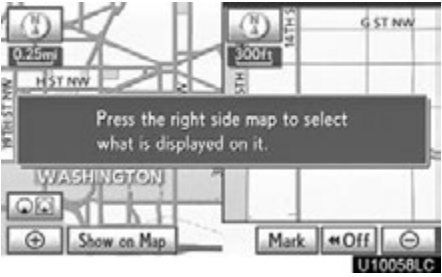 N
N
G ST NW
14TH ST
0.25mi
300ft
H ST NW
Press the right side map to select
what is displayed on it.
WASHINGTON
Show on Map
Mark
Off
U10058LC